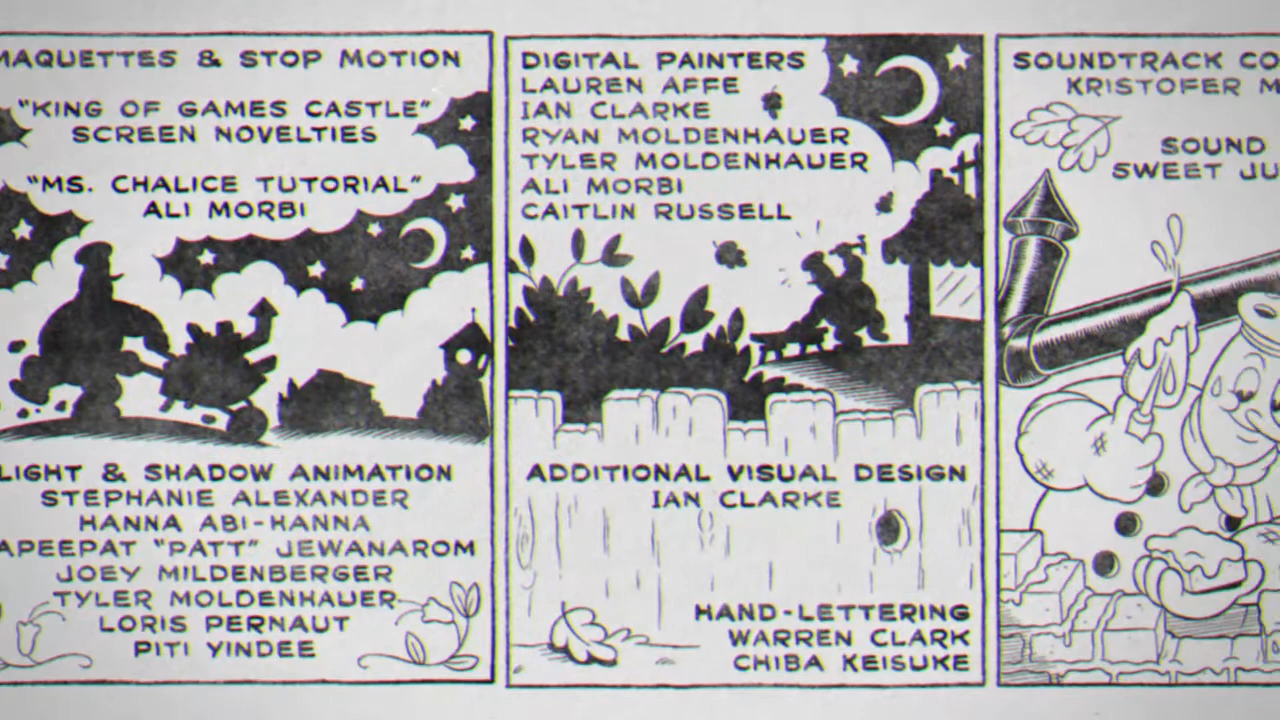 MAQUETTES & STOP MOTION
"KING OF GAMES CASTLE"
SCREEN NOVELTIES
"MS. CHALICE TUTORIAL"
ALI MORBI
LIGHT & SHADOW ANIMATION
STEPHANIE ALEXANDER
HANNA ABI-HANNA
APEEPAT "PATT" JEWANAROM
JOEY MILDENBERGER
TYLER MOLDENHAUER
LORIS PERNAUT
PITI YINDEE
DIGITAL PAINTERS
LAUREN AFFE
IAN CLARKE
RYAN MOLDENHAUER
TYLER MOLDENHAUER
ALI MORBI
CAITLIN RUSSELL
ADDITIONAL VISUAL DESIGN
IAN CLARKE
HAND-LETTERING
WARREN CLARK
CHIBA KEISUKE
SOUNDTRACK CO
KRISTOFER M
SOUND
SWEET JU